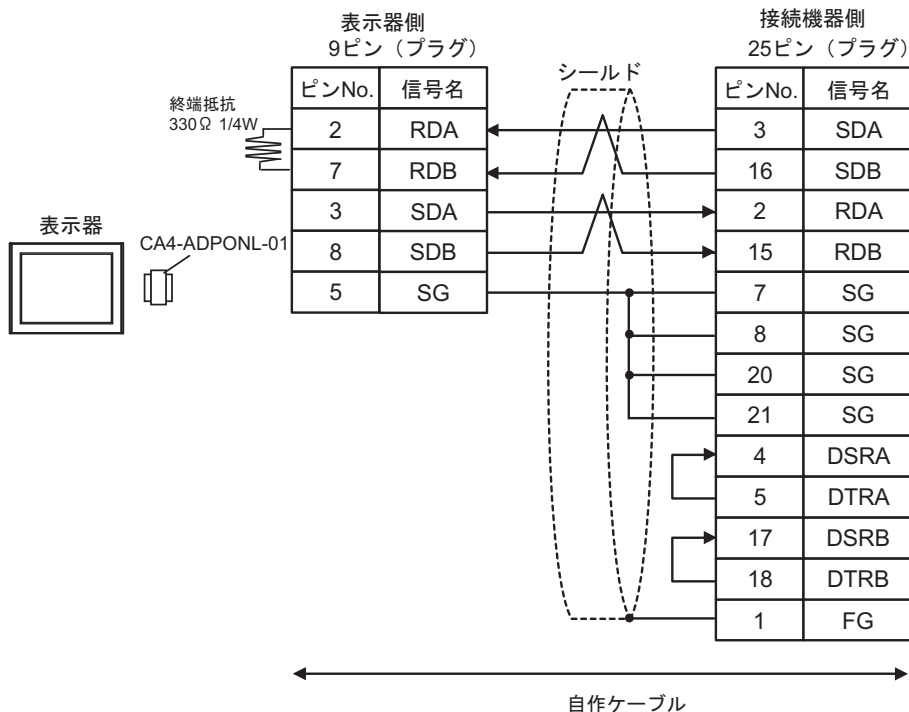 表示器側
9ピン（プラグ）
接続機器側
25ピン（プラグ）
シールド
終端抵抗
330Ω 1/4W
表示器
CA4-ADPONL-01
ピンNo. 信号名
2 RDA
7 RDB
3 SDA
8 SDB
5 SG
ピンNo. 信号名
3 SDA
16 SDB
2 RDA
15 RDB
7 SG
8 SG
20 SG
21 SG
4 DSRA
5 DTRA
17 DSRB
18 DTRB
1 FG
自作ケーブル